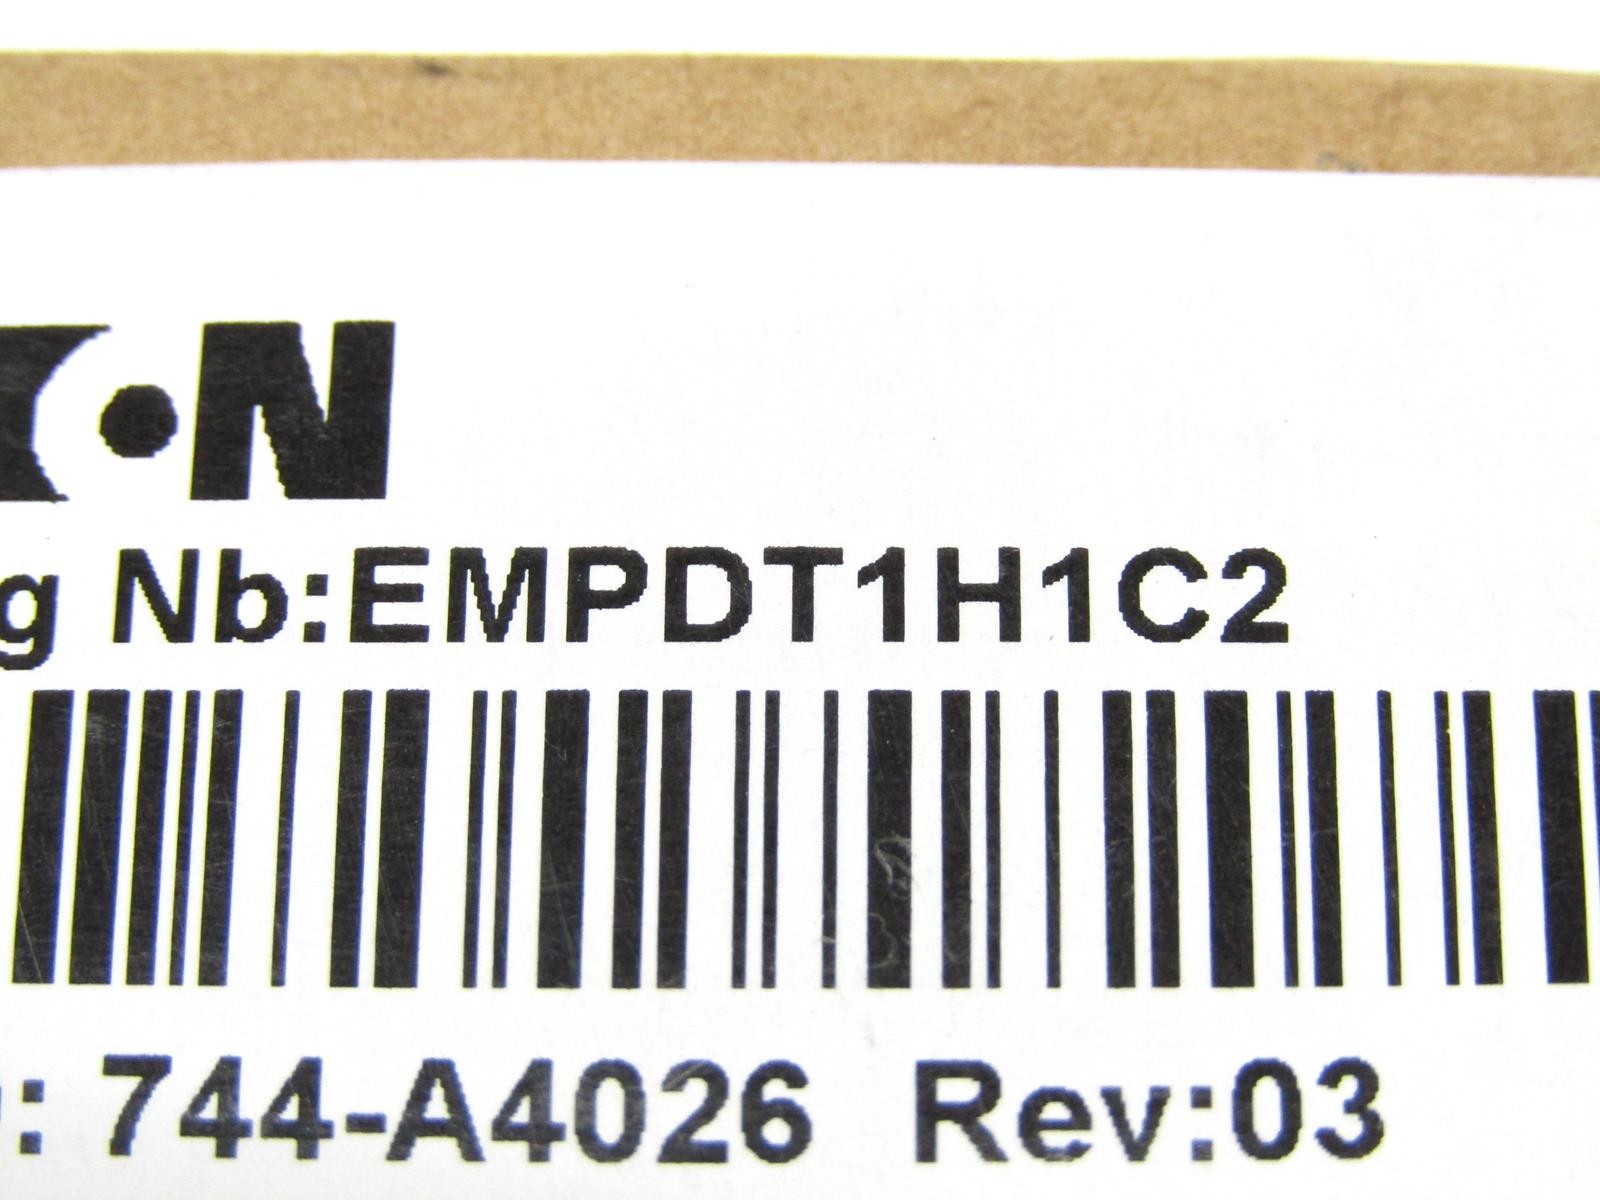 g Nb:EMPDT1H1C2
: 744-A4026 Rev:03